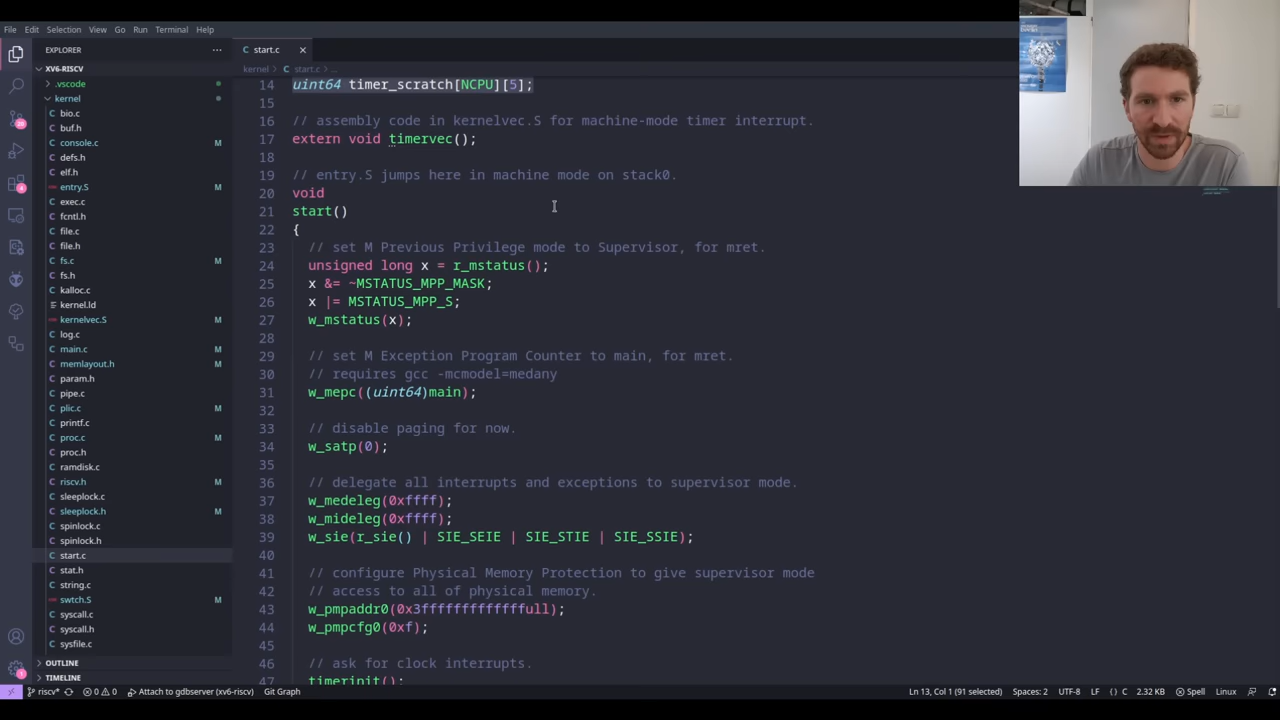 File Edit Selection View Go Run Terminal Help
EXPLORER
XV6-RISCV
.vscode
kernel
bio.c
buf.h
console.c M
defs.h
elf.h
entry.S M
exec.c
fcntl.h
file.c
file.h
fs.c M
fs.h
kalloc.c
kernel.ld
kernelvec.S M
log.c
main.c M
memlayout.h M
param.h
pipe.c
plic.c M
printf.c
proc.c M
proc.h
ramdisk.c
riscv.h M
sleeplock.c
sleeplock.h M
spinlock.c
spinlock.h
start.c
stat.h
string.c
swtch.S M
syscall.c
syscall.h
sysfile.c
OUTLINE
TIMELINE
start.c
kernel > start.c > ...
14 uint64 timer_scratch[NCPU][5];
15
16 // assembly code in kernelvec.S for machine-mode timer interrupt.
17 extern void timervec();
18
19 // entry.S jumps here in machine mode on stack0.
20 void
21 start()
22 {
23 // set M Previous Privilege mode to Supervisor, for mret.
24 unsigned long x = r_mstatus();
25 x &= ~MSTATUS_MPP_MASK;
26 x |= MSTATUS_MPP_S;
27 w_mstatus(x);
28
29 // set M Exception Program Counter to main, for mret.
30 // requires gcc -mcmodel=medany
31 w_mepc((uint64)main);
32
33 // disable paging for now.
34 w_satp(0);
35
36 // delegate all interrupts and exceptions to supervisor mode.
37 w_medeleg(0xffff);
38 w_mideleg(0xffff);
39 w_sie(r_sie() | SIE_SEIE | SIE_STIE | SIE_SSIE);
40
41 // configure Physical Memory Protection to give supervisor mode
42 // access to all of physical memory.
43 w_pmpaddr0(0x3fffffffffffffull);
44 w_pmpcfg0(0xf);
45
46 // ask for clock interrupts.
47 timerinit();
riscv* 0 0 Attach to gdbserver (xv6-riscv) Git Graph Ln 13, Col 1 (91 selected) Spaces: 2 UTF-8 LF {} C 2.32 KB Spell Linux